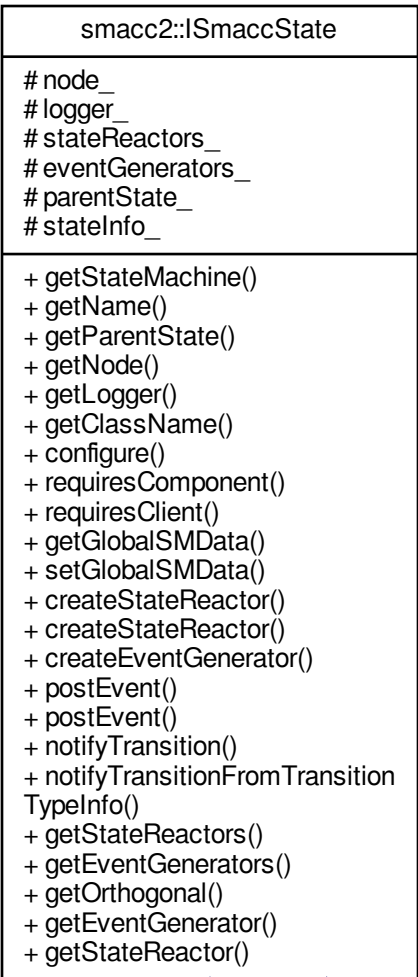 smacc2::ISmaccState
# node_
# logger_
# stateReactors_
# eventGenerators_
# parentState_
# stateInfo_
+ getStateMachine()
+ getName()
+ getParentState()
+ getNode()
+ getLogger()
+ getClassName()
+ configure()
+ requiresComponent()
+ requiresClient()
+ getGlobalSMData()
+ setGlobalSMData()
+ createStateReactor()
+ createStateReactor()
+ createEventGenerator()
+ postEvent()
+ postEvent()
+ notifyTransition()
+ notifyTransitionFromTransition
TypeInfo()
+ getStateReactors()
+ getEventGenerators()
+ getOrthogonal()
+ getEventGenerator()
+ getStateReactor()